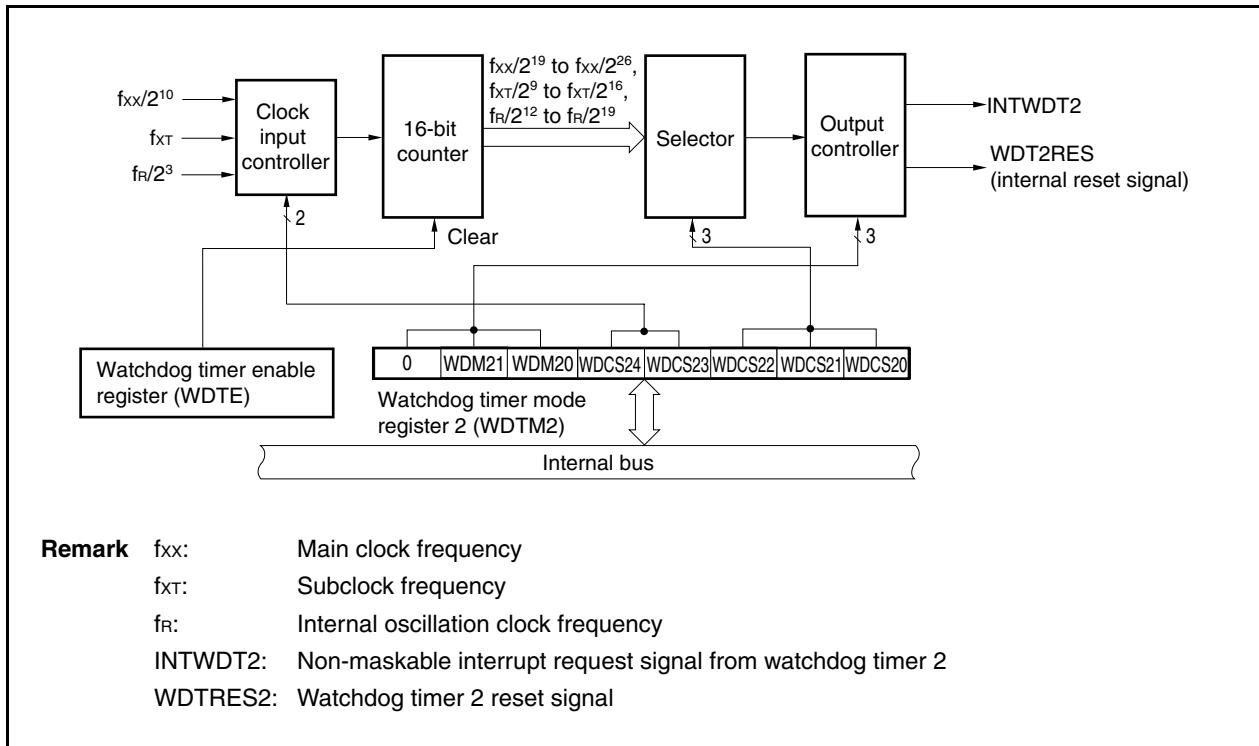 fXX/2^10
fXT
fR/2^3
Clock
input
controller
2
16-bit
counter
Clear
fXX/2^19 to fXX/2^26,
fXT/2^9 to fXT/2^16,
fR/2^12 to fR/2^19
Selector
3
Output
controller
3
INTWDT2
WDT2RES
(internal reset signal)
Watchdog timer enable
register (WDTE)
0 WDM21 WDM20 WDCS24 WDCS23 WDCS22 WDCS21 WDCS20
Watchdog timer mode
register 2 (WDTM2)
Internal bus
Remark fXX: Main clock frequency
fXT: Subclock frequency
fR: Internal oscillation clock frequency
INTWDT2: Non-maskable interrupt request signal from watchdog timer 2
WDTRES2: Watchdog timer 2 reset signal